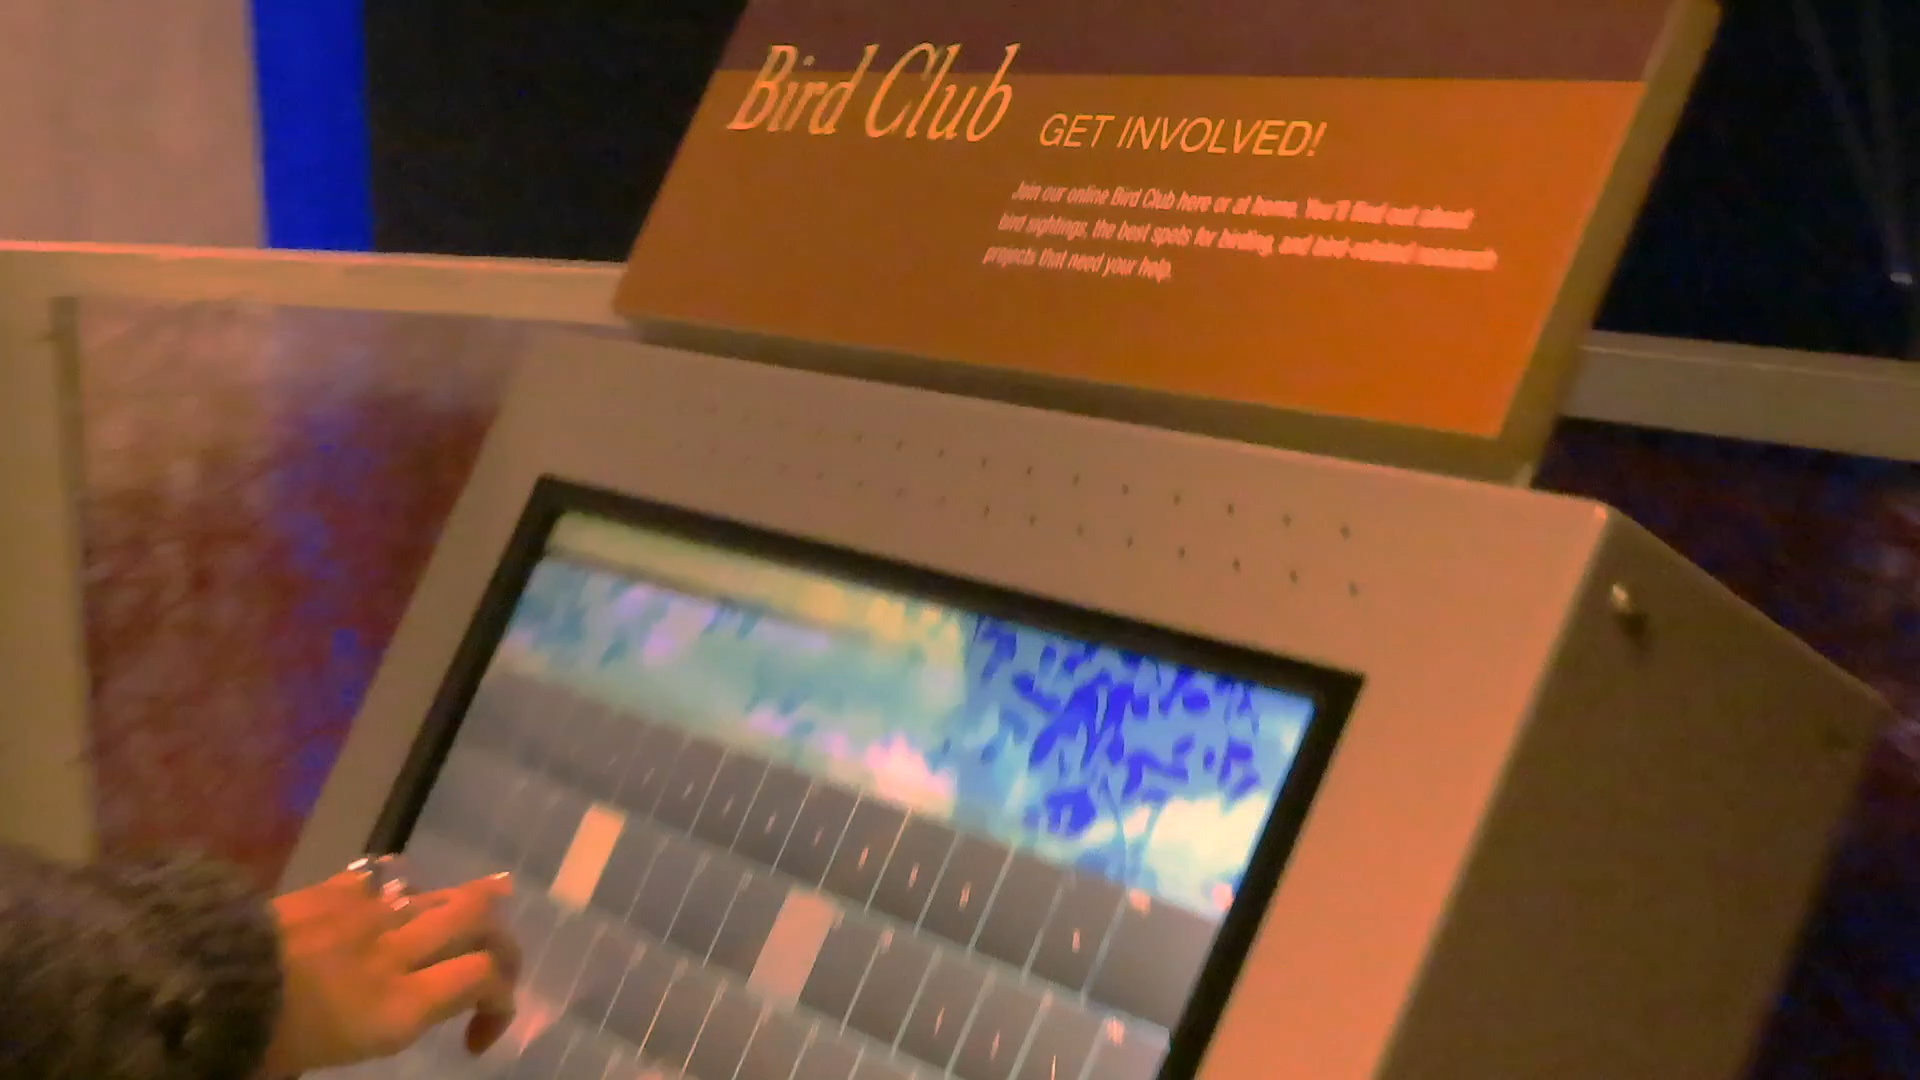 Bird Club GET INVOLVED!
Join our online Bird Club here or at home. You'll find out about
bird sightings, the best spots for birding, and bird-related research
projects that need your help.